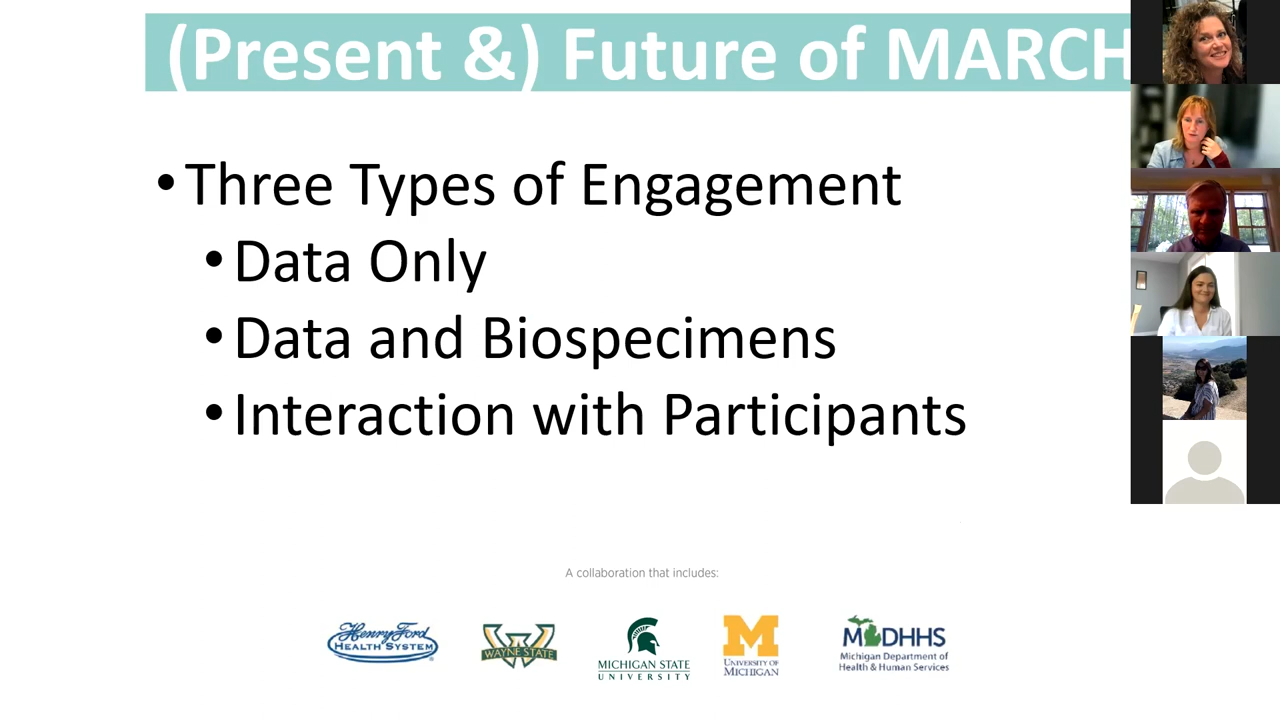 (Present &) Future of MARCH
• Three Types of Engagement
• Data Only
• Data and Biospecimens
• Interaction with Participants
A collaboration that includes:
Henry Ford
HEALTH SYSTEM
WAYNE STATE
MICHIGAN STATE
UNIVERSITY
M
UNIVERSITY OF
MICHIGAN
MDHHS
Michigan Department of
Health & Human Services